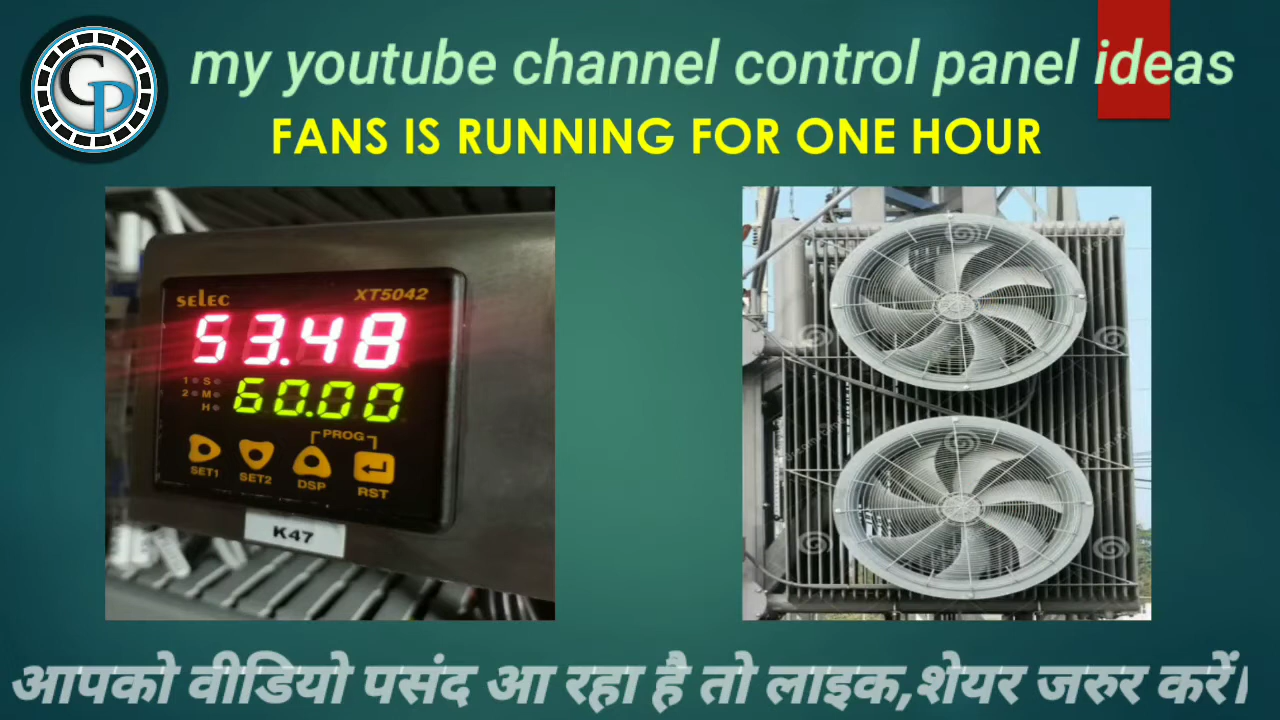 CP
my youtube channel control panel ideas
FANS IS RUNNING FOR ONE HOUR
selec
XT5042
53.48
1 S
60.00
2 M
H
PROG
SET1 SET2 DSP RST
K47
आपको वीडियो पसंद आ रहा है तो लाइक,शेयर जरुर करें।